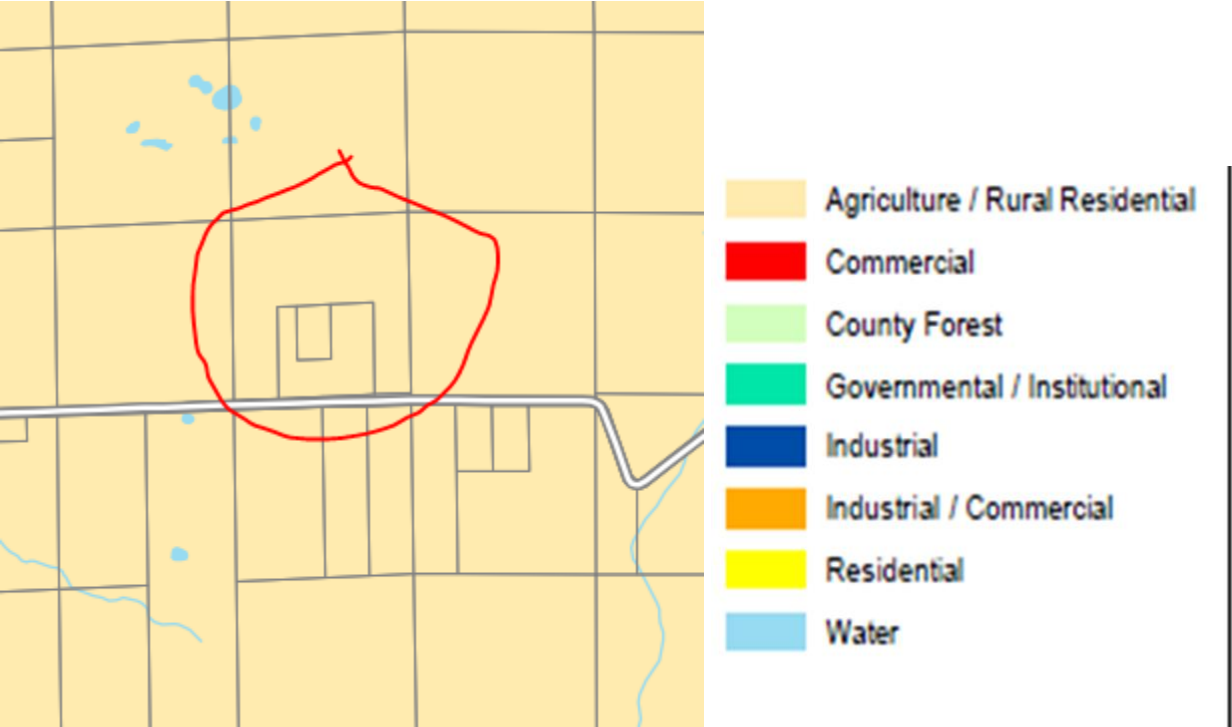 Agriculture / Rural Residential
Commercial
County Forest
Governmental / Institutional
Industrial
Industrial / Commercial
Residential
Water